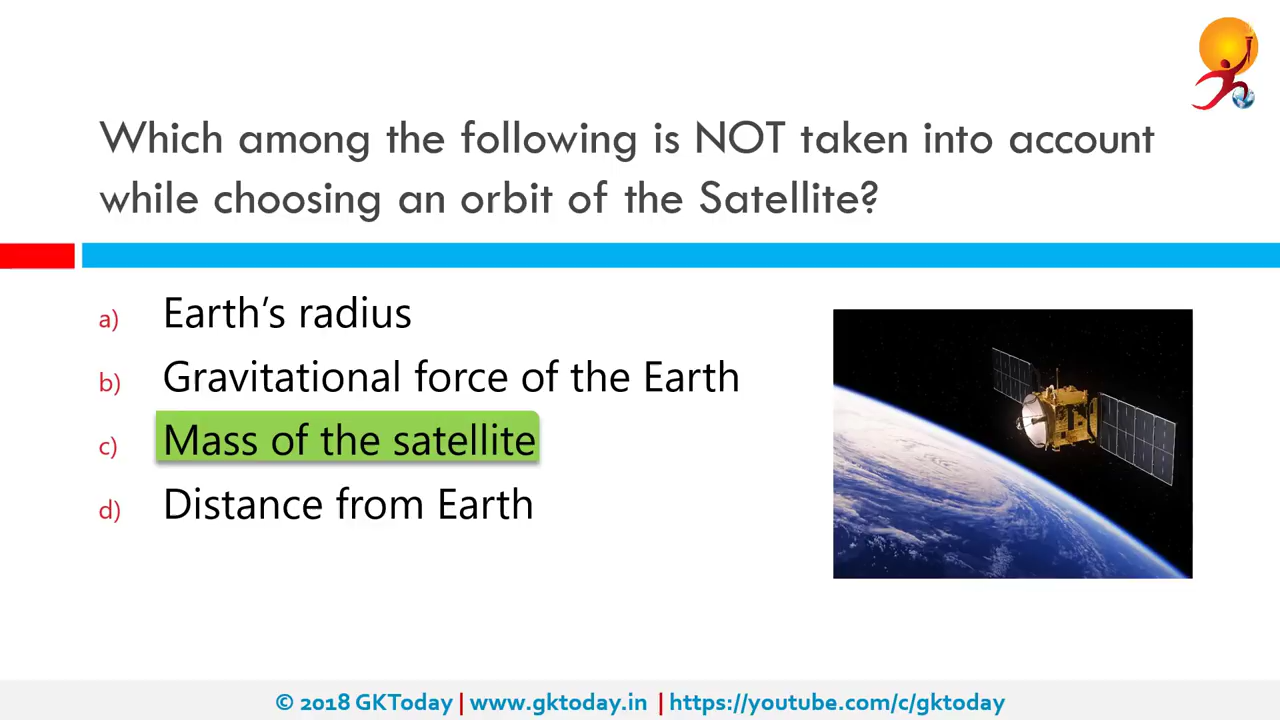 Which among the following is NOT taken into account
while choosing an orbit of the Satellite?
a) Earth's radius
b) Gravitational force of the Earth
c) Mass of the satellite
d) Distance from Earth
© 2018 GKToday | www.gktoday.in | https://youtube.com/c/gktoday